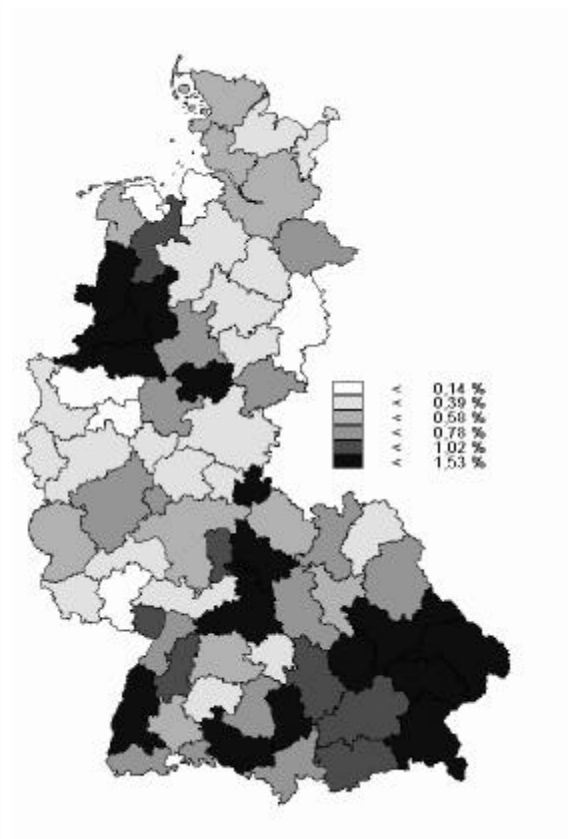 < 0,14 %
< 0,39 %
< 0,58 %
< 0,78 %
< 1,02 %
< 1,53 %